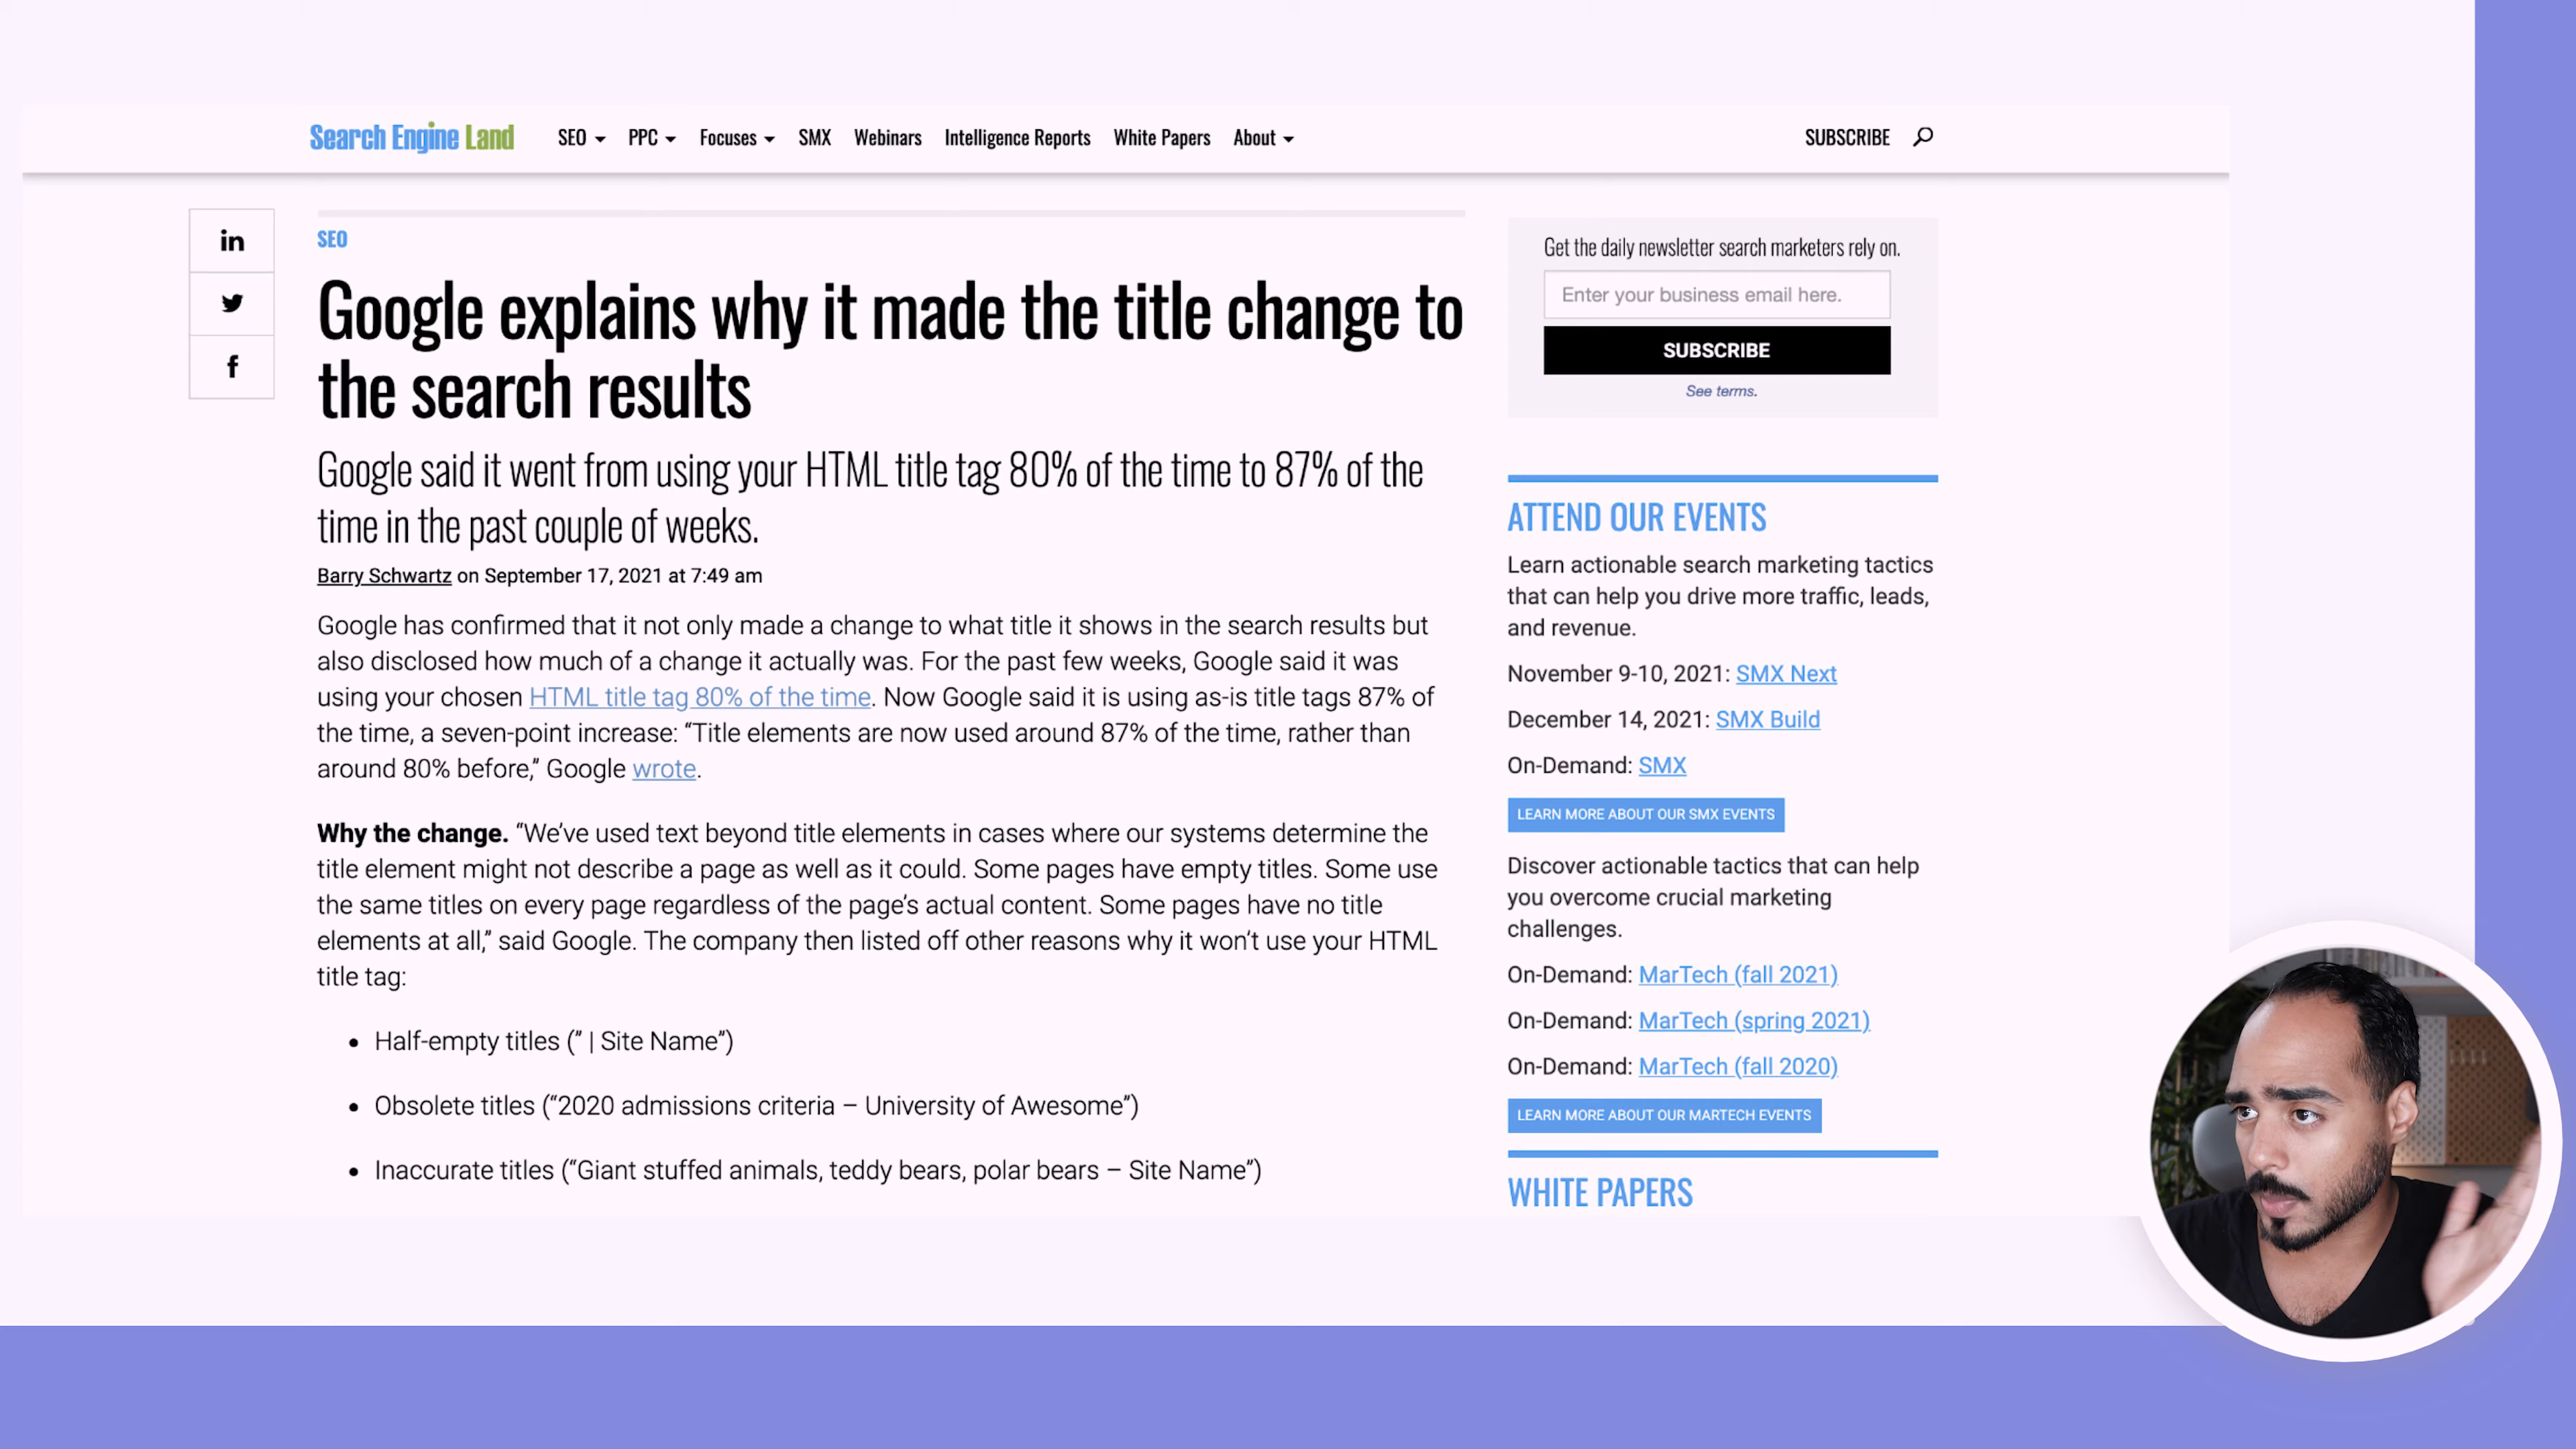 Search Engine Land SEO PPC Focuses SMX Webinars Intelligence Reports White Papers About SUBSCRIBE
in
f
SEO
Google explains why it made the title change to
the search results
Google said it went from using your HTML title tag 80% of the time to 87% of the
time in the past couple of weeks.
Barry Schwartz on September 17, 2021 at 7:49 am
Google has confirmed that it not only made a change to what title it shows in the search results but
also disclosed how much of a change it actually was. For the past few weeks, Google said it was
using your chosen HTML title tag 80% of the time. Now Google said it is using as-is title tags 87% of
the time, a seven-point increase: “Title elements are now used around 87% of the time, rather than
around 80% before,” Google wrote.
Why the change. “We’ve used text beyond title elements in cases where our systems determine the
title element might not describe a page as well as it could. Some pages have empty titles. Some use
the same titles on every page regardless of the page’s actual content. Some pages have no title
elements at all,” said Google. The company then listed off other reasons why it won’t use your HTML
title tag:
• Half-empty titles (” | Site Name”)
• Obsolete titles (“2020 admissions criteria – University of Awesome”)
• Inaccurate titles (“Giant stuffed animals, teddy bears, polar bears – Site Name”)
Get the daily newsletter search marketers rely on.
Enter your business email here.
SUBSCRIBE
See terms.
ATTEND OUR EVENTS
Learn actionable search marketing tactics
that can help you drive more traffic, leads,
and revenue.
November 9-10, 2021: SMX Next
December 14, 2021: SMX Build
On-Demand: SMX
LEARN MORE ABOUT OUR SMX EVENTS
Discover actionable tactics that can help
you overcome crucial marketing
challenges.
On-Demand: MarTech (fall 2021)
On-Demand: MarTech (spring 2021)
On-Demand: MarTech (fall 2020)
LEARN MORE ABOUT OUR MARTECH EVENTS
WHITE PAPERS